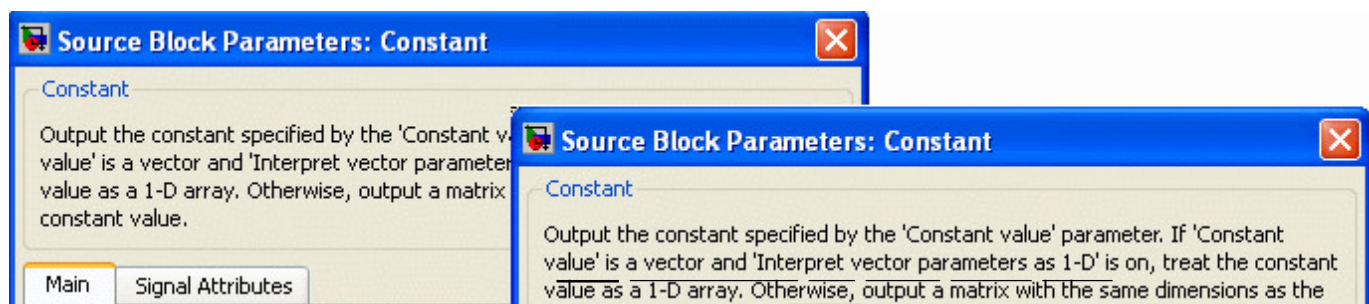 Source Block Parameters: Constant
Constant
Output the constant specified by the 'Constant
value' is a vector and 'Interpret vector parameter
value as a 1-D array. Otherwise, output a matrix
constant value.
Main Signal Attributes
Source Block Parameters: Constant
Constant
Output the constant specified by the 'Constant value' parameter. If 'Constant
value' is a vector and 'Interpret vector parameters as 1-D' is on, treat the constant
value as a 1-D array. Otherwise, output a matrix with the same dimensions as the